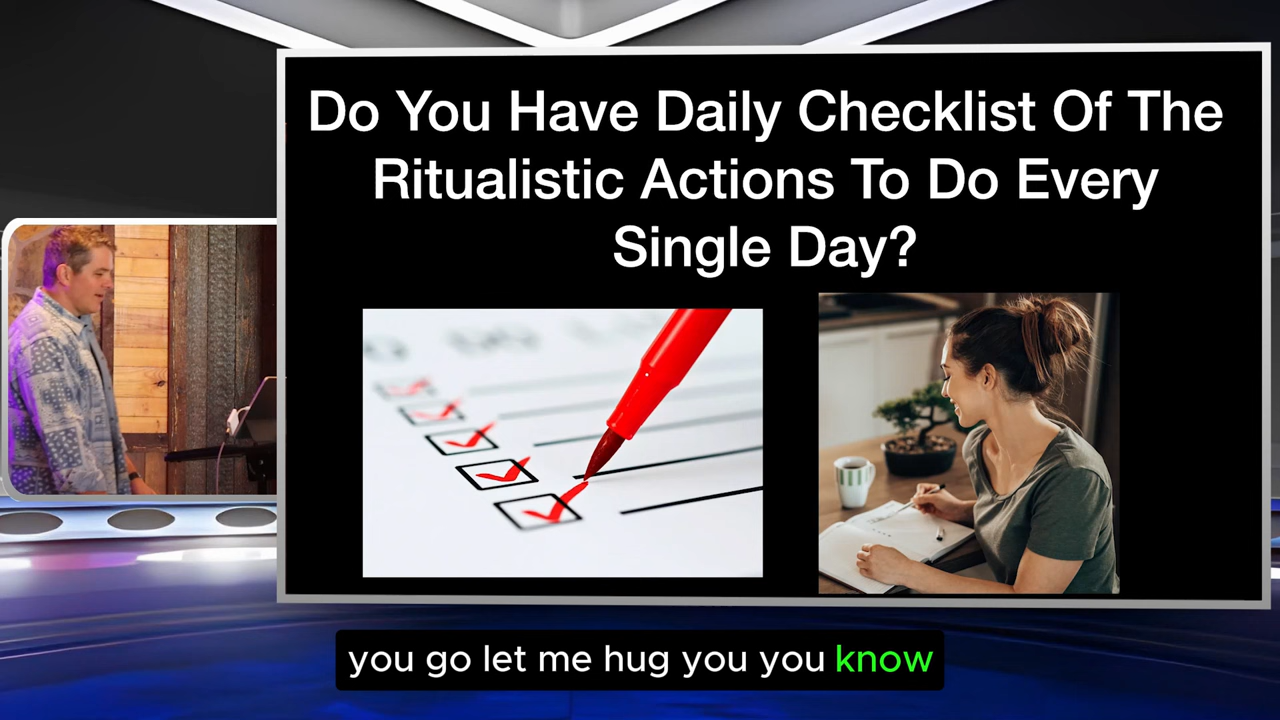 Do You Have Daily Checklist Of The
Ritualistic Actions To Do Every
Single Day?
you go let me hug you you know